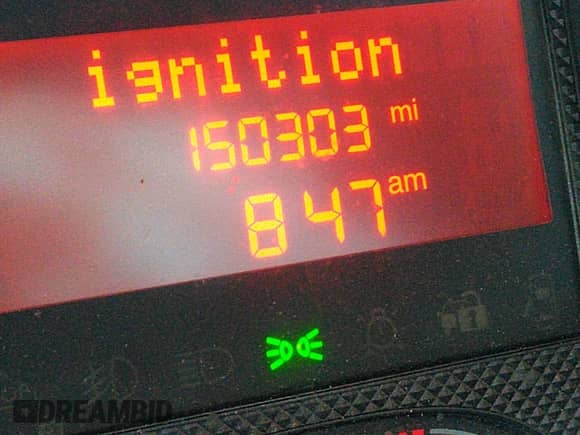 ignition
150303 mi
847 am
DREAMBID